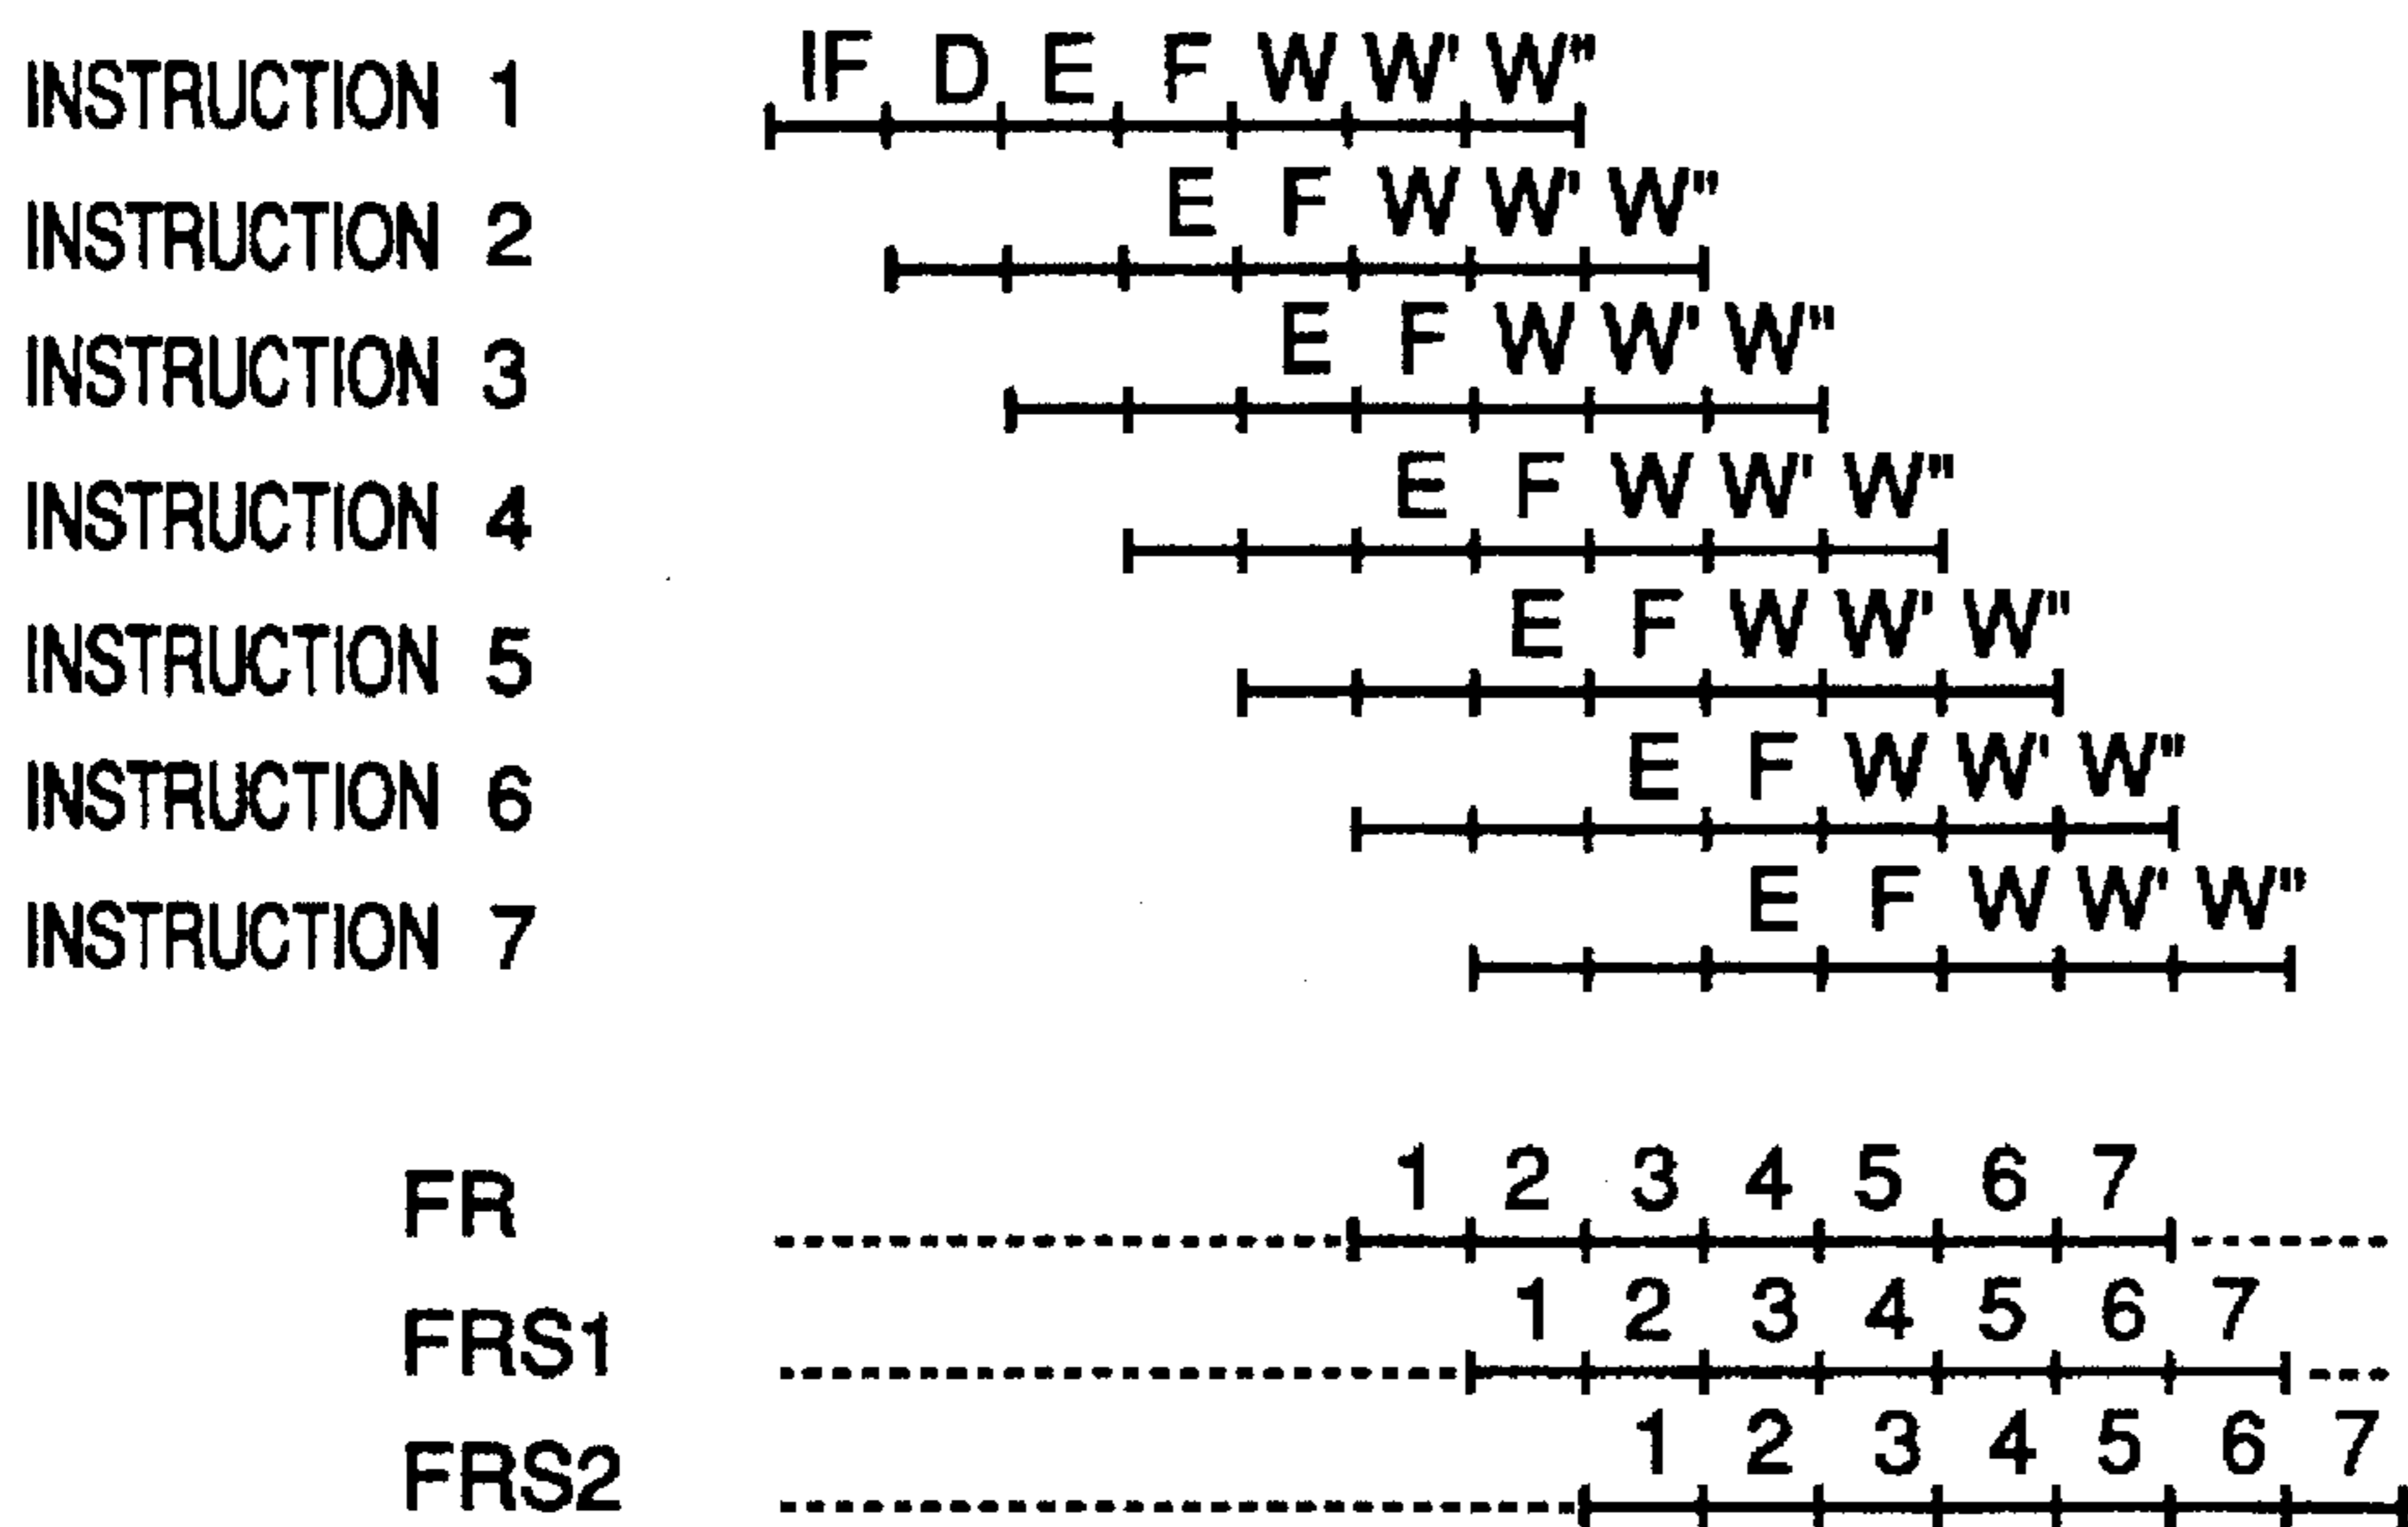 INSTRUCTION 1 IF D E F W W' W"
INSTRUCTION 2 E F W W' W"
INSTRUCTION 3 E F W W' W"
INSTRUCTION 4 E F W W' W"
INSTRUCTION 5 E F W W' W"
INSTRUCTION 6 E F W W' W"
INSTRUCTION 7 E F W W' W"
FR 1 2 3 4 5 6 7
FRS1 1 2 3 4 5 6 7
FRS2 1 2 3 4 5 6 7